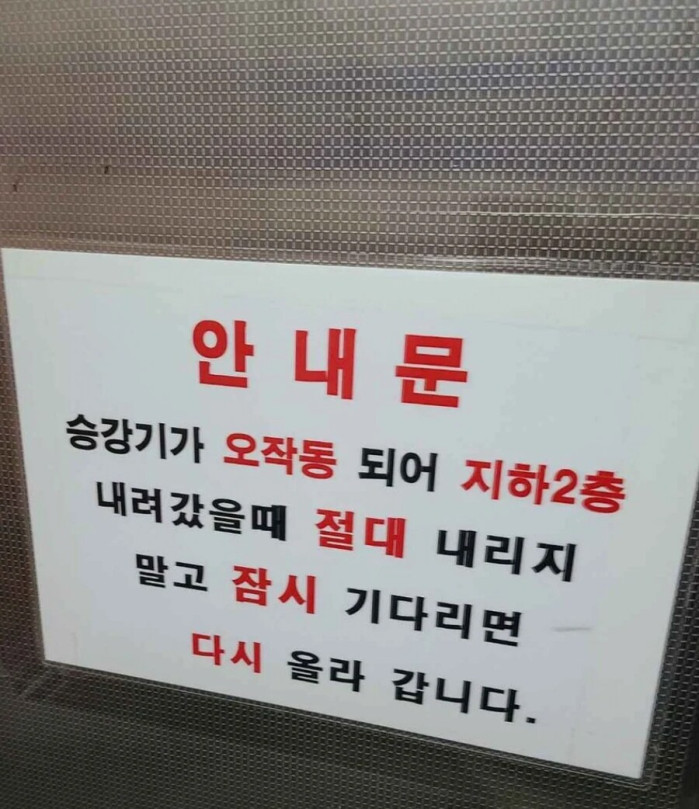 안내문
승강기가 오작동 되어 지하2층
내려갔을때 절대 내리지
말고 잠시 기다리면
다시 올라 갑니다.